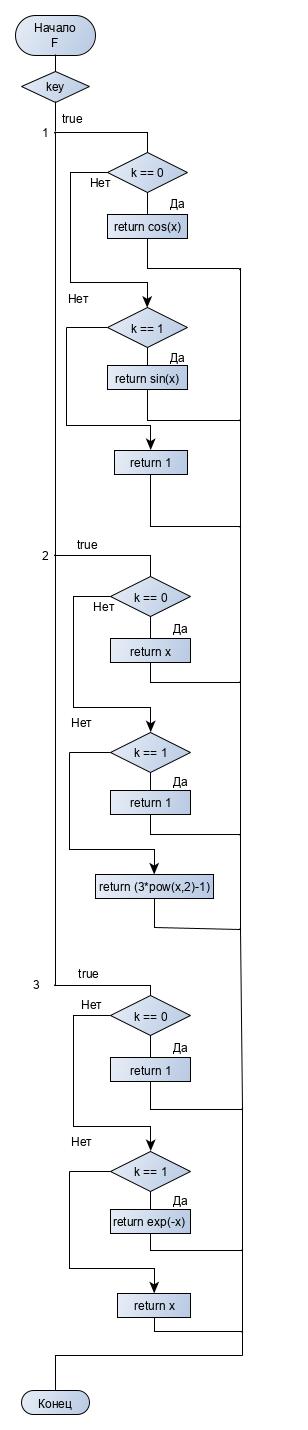 Начало
F
key
true
1
k == 0
Нет
Да
return cos(x)
Нет
k == 1
Да
return sin(x)
return 1
true
2
k == 0
Нет
Да
return x
Нет
k == 1
Да
return 1
return (3*pow(x,2)-1)
true
3
Нет
k == 0
Да
return 1
Нет
k == 1
Да
return exp(-x)
return x
Конец